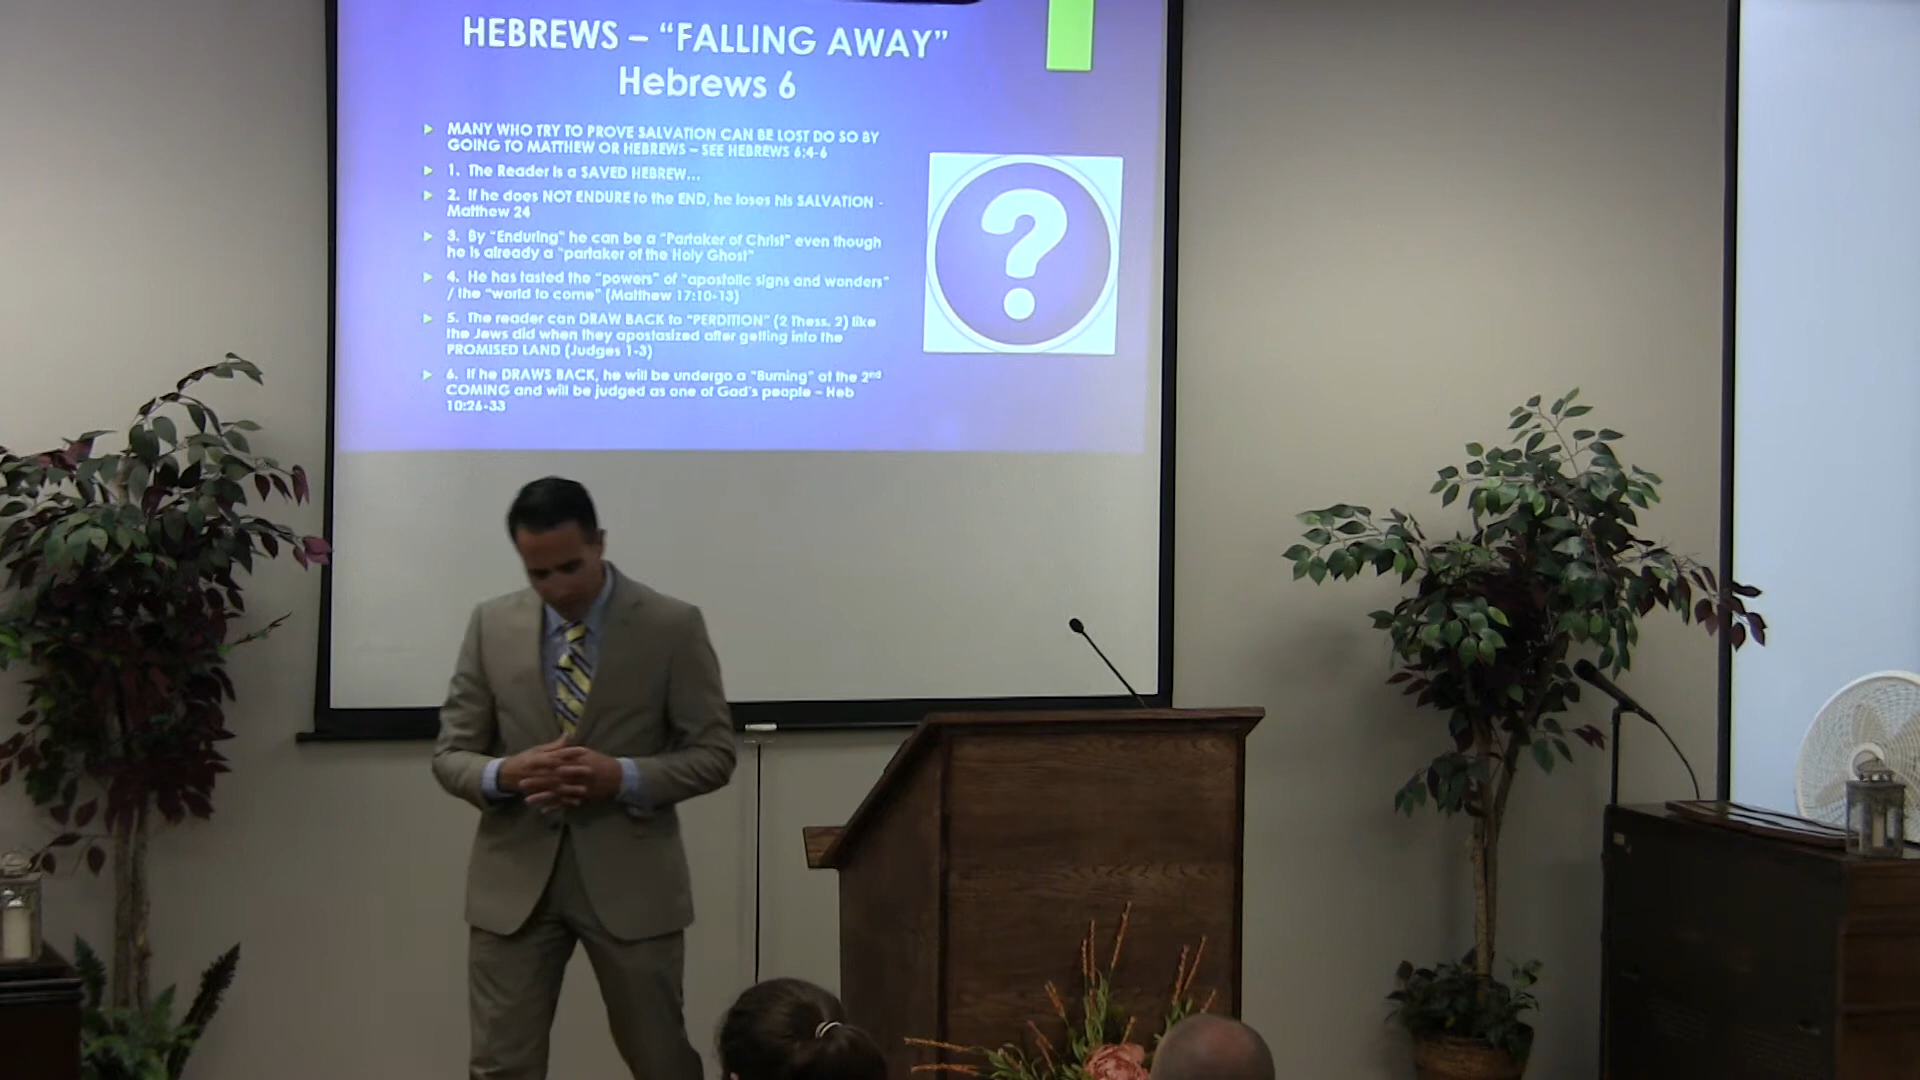 HEBREWS – “FALLING AWAY”
Hebrews 6
MANY WHO TRY TO PROVE SALVATION CAN BE LOST DO SO BY
GOING TO MATTHEW OR HEBREWS – SEE HEBREWS 6:4-6
1. The Reader is a SAVED HEBREW…
2. If he does NOT ENDURE to the END, he loses his SALVATION -
Matthew 24
3. By “Enduring” he can be a “Partaker of Christ” even though
he is already a “partaker of the Holy Ghost”
4. He has tasted the “powers” of “apostolic signs and wonders”
/ the “world to come” (Matthew 17:10-13)
5. The reader can DRAW BACK to “PERDITION” (2 Thess. 2) like
the Jews did when they apostasized after getting into the
PROMISED LAND (Judges 1-3)
6. If he DRAWS BACK, he will be undergo a “Burning” at the 2nd
COMING and will be judged as one of God’s people – Heb
10:26-33
?